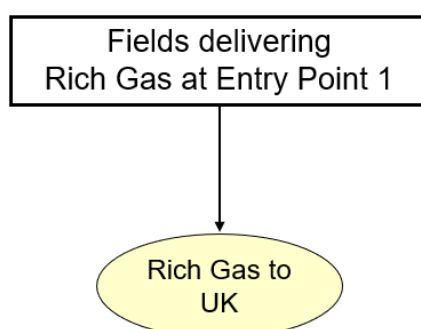 Fields delivering
Rich Gas at Entry Point 1
Rich Gas to
UK